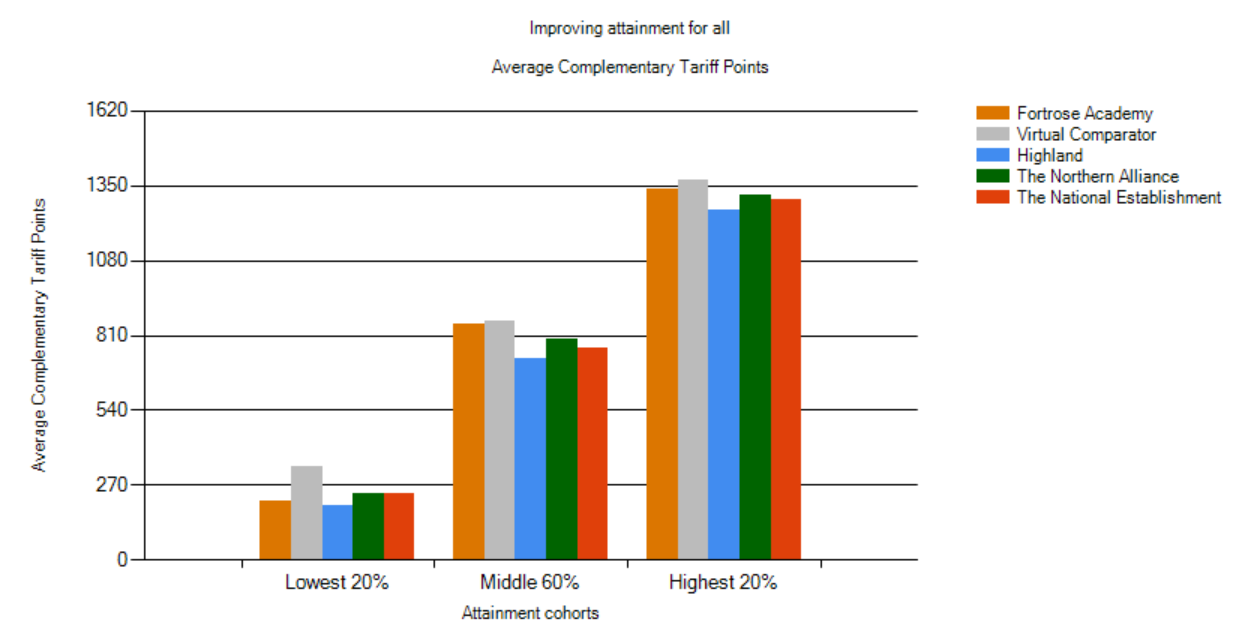 Improving attainment for all
Average Complementary Tariff Points
1620
1350
1080
810
540
270
0
Average Complementary Tariff Points
Lowest 20%
Middle 60%
Highest 20%
Attainment cohorts
Fortrose Academy
Virtual Comparator
Highland
The Northern Alliance
The National Establishment